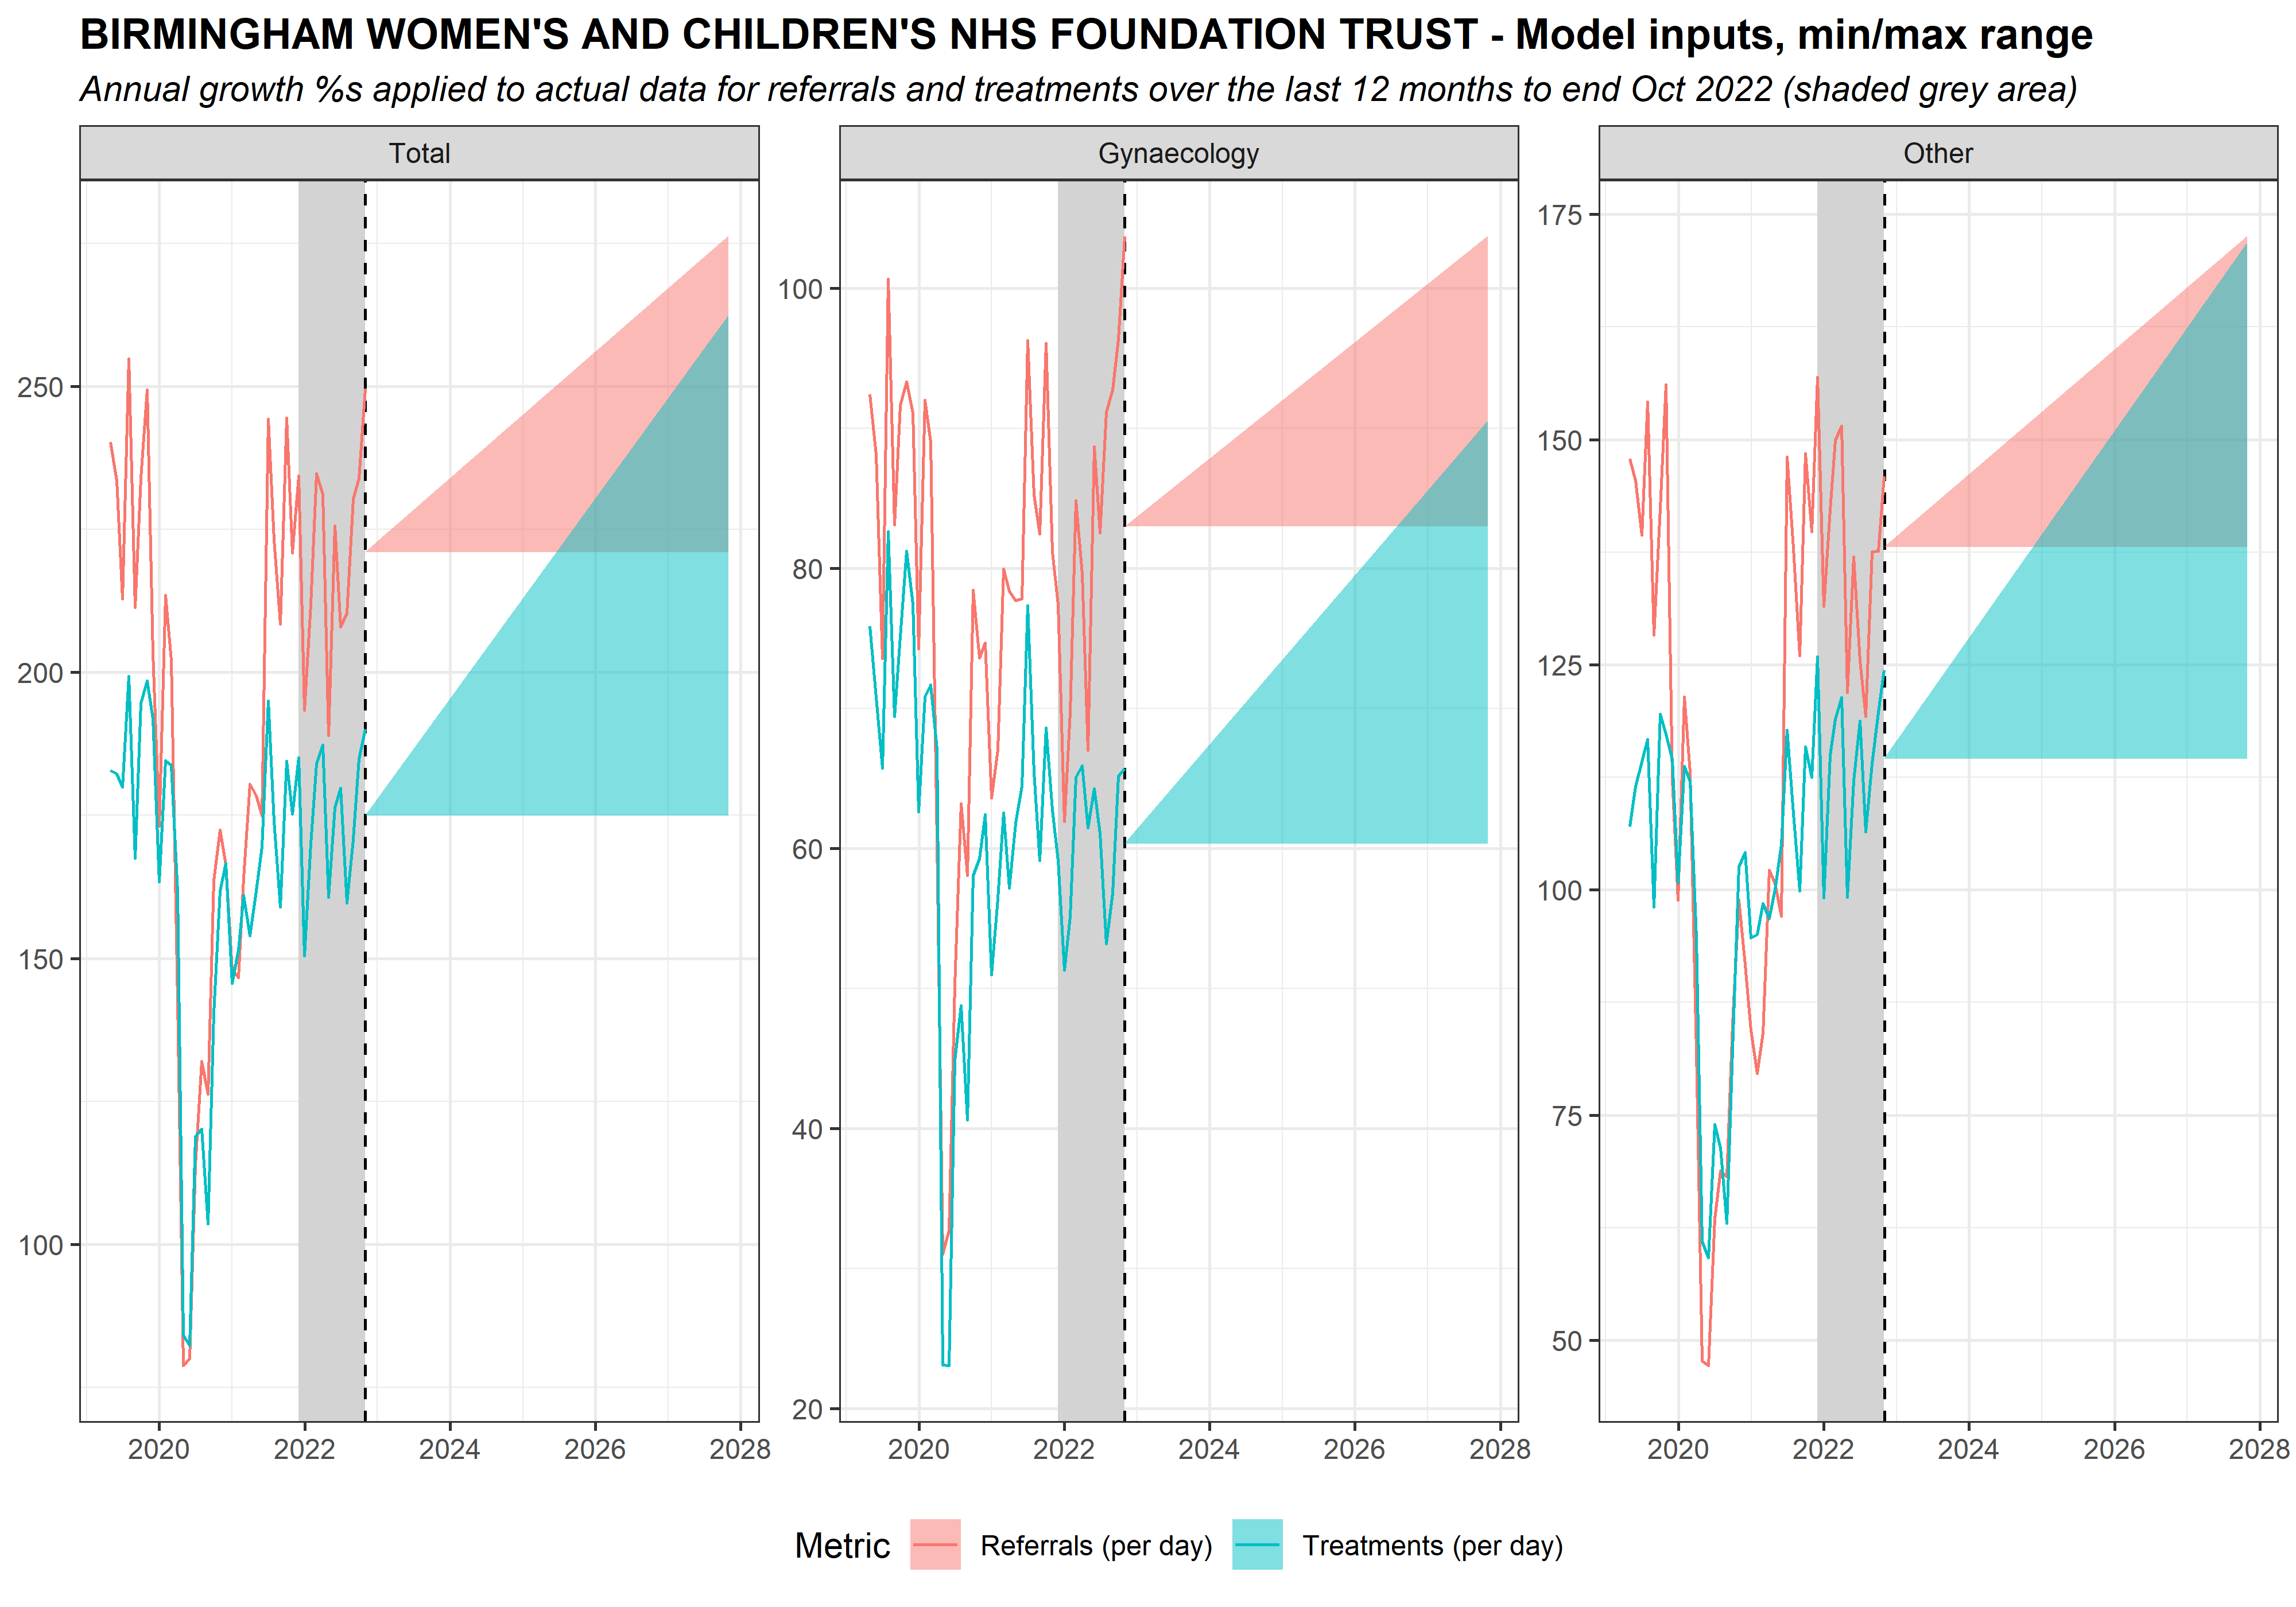 BIRMINGHAM WOMEN'S AND CHILDREN'S NHS FOUNDATION TRUST - Model inputs, min/max range
Annual growth %s applied to actual data for referrals and treatments over the last 12 months to end Oct 2022 (shaded grey area)
Total
250
200
150
100
2020 2022 2024 2026 2028
Gynaecology
100
80
60
40
20
2020 2022 2024 2026 2028
Other
175
150
125
100
75
50
2020 2022 2024 2026 2028
Metric Referrals (per day) Treatments (per day)